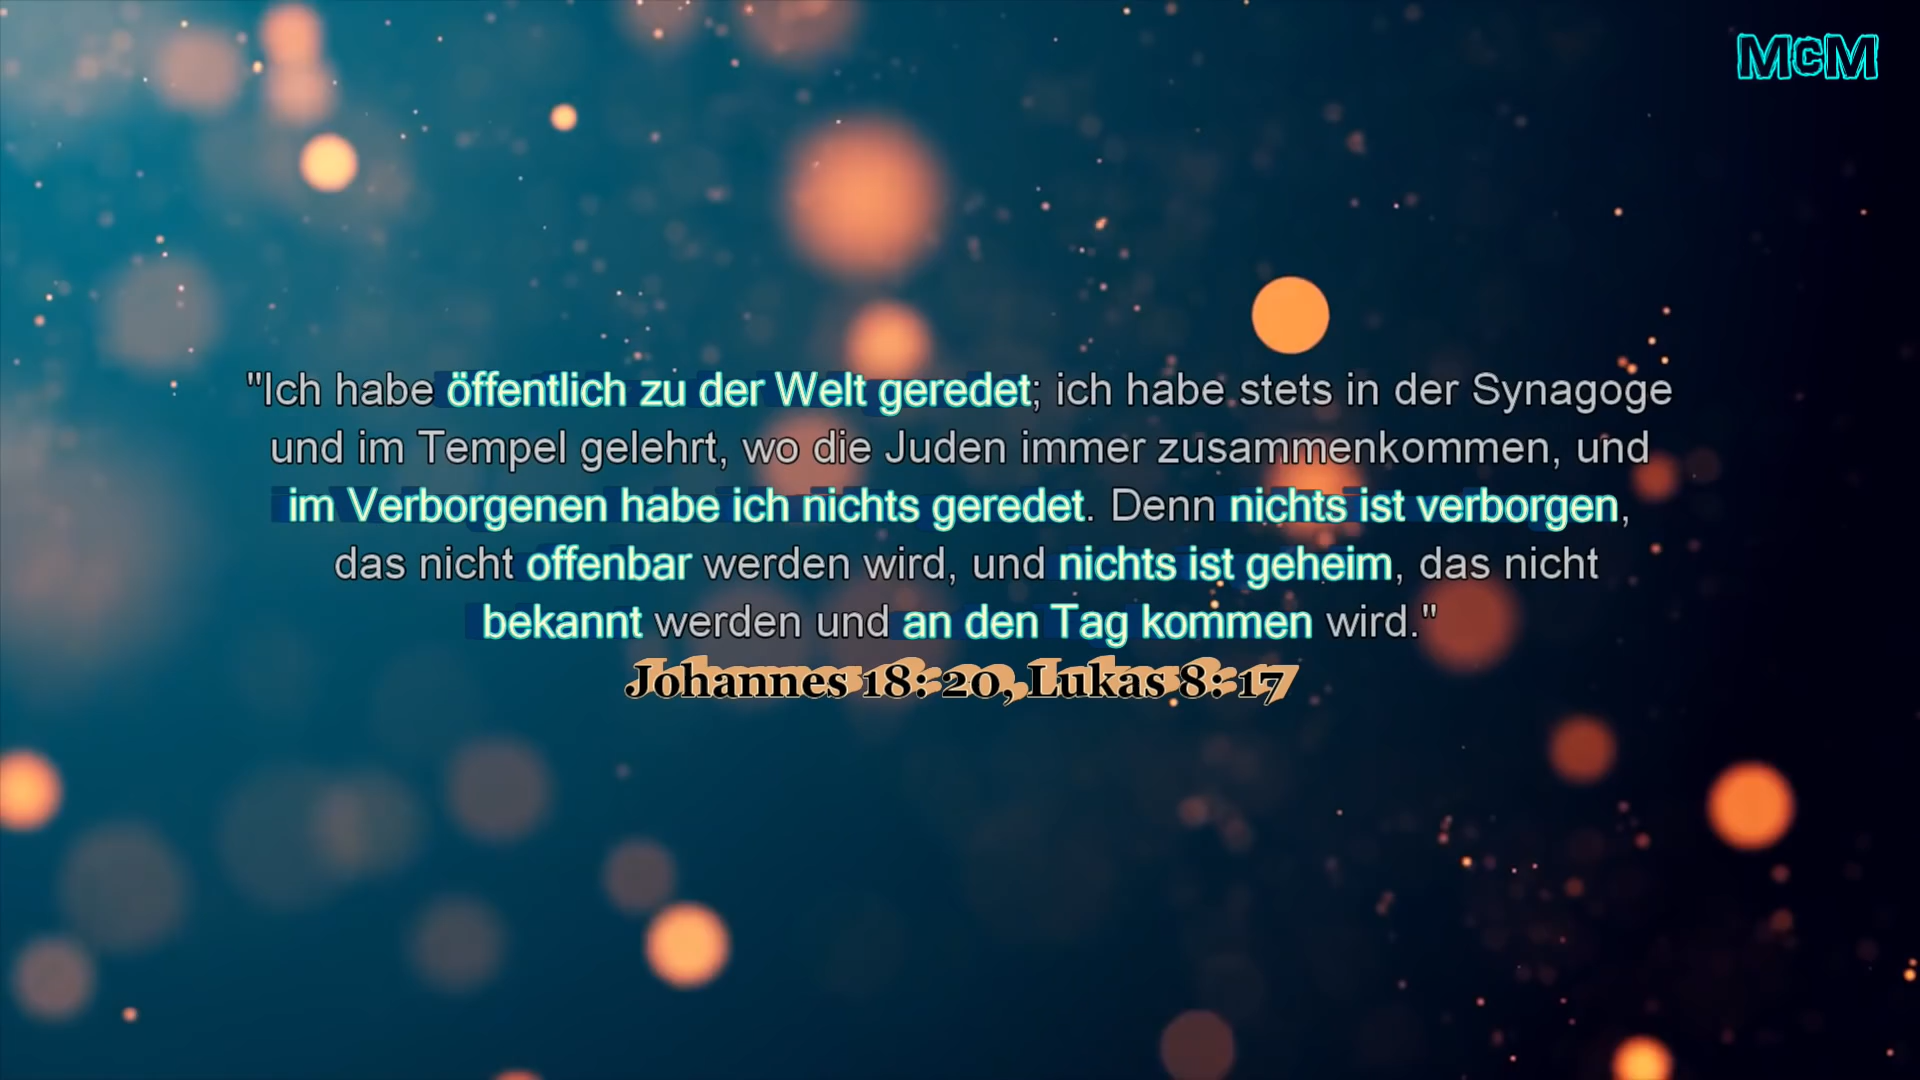 McM
"Ich habe öffentlich zu der Welt geredet; ich habe stets in der Synagoge
und im Tempel gelehrt, wo die Juden immer zusammenkommen, und
im Verborgenen habe ich nichts geredet. Denn nichts ist verborgen,
das nicht offenbar werden wird, und nichts ist geheim, das nicht
bekannt werden und an den Tag kommen wird."
Johannes 18: 20, Lukas 8: 17